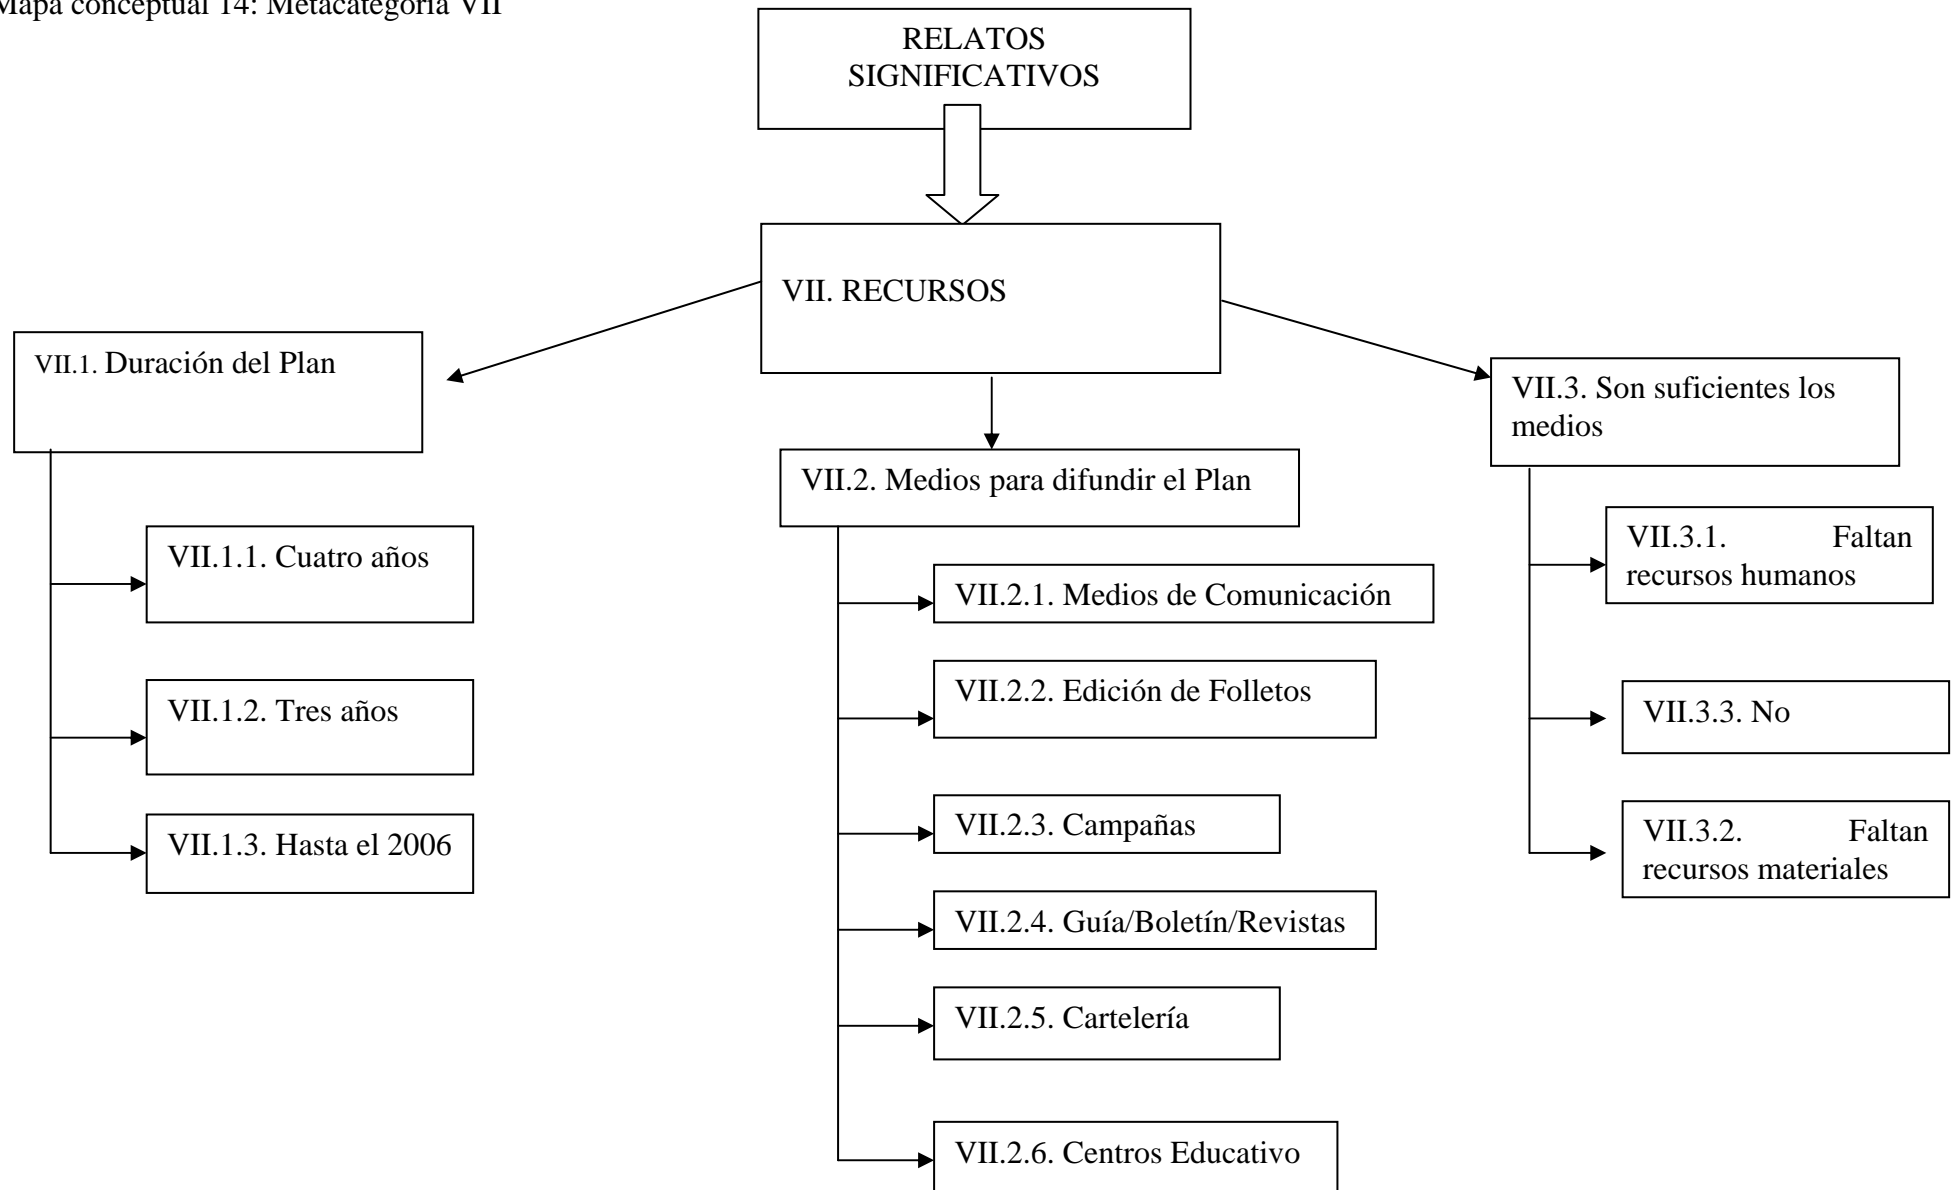 Mapa conceptual 14: Metacategoría VII
RELATOS
SIGNIFICATIVOS
VII. RECURSOS
VII.1. Duración del Plan
VII.1.1. Cuatro años
VII.1.2. Tres años
VII.1.3. Hasta el 2006
VII.2. Medios para difundir el Plan
VII.2.1. Medios de Comunicación
VII.2.2. Edición de Folletos
VII.2.3. Campañas
VII.2.4. Guía/Boletín/Revistas
VII.2.5. Cartelería
VII.2.6. Centros Educativo
VII.3. Son suficientes los
medios
VII.3.1. Faltan
recursos humanos
VII.3.3. No
VII.3.2. Faltan
recursos materiales